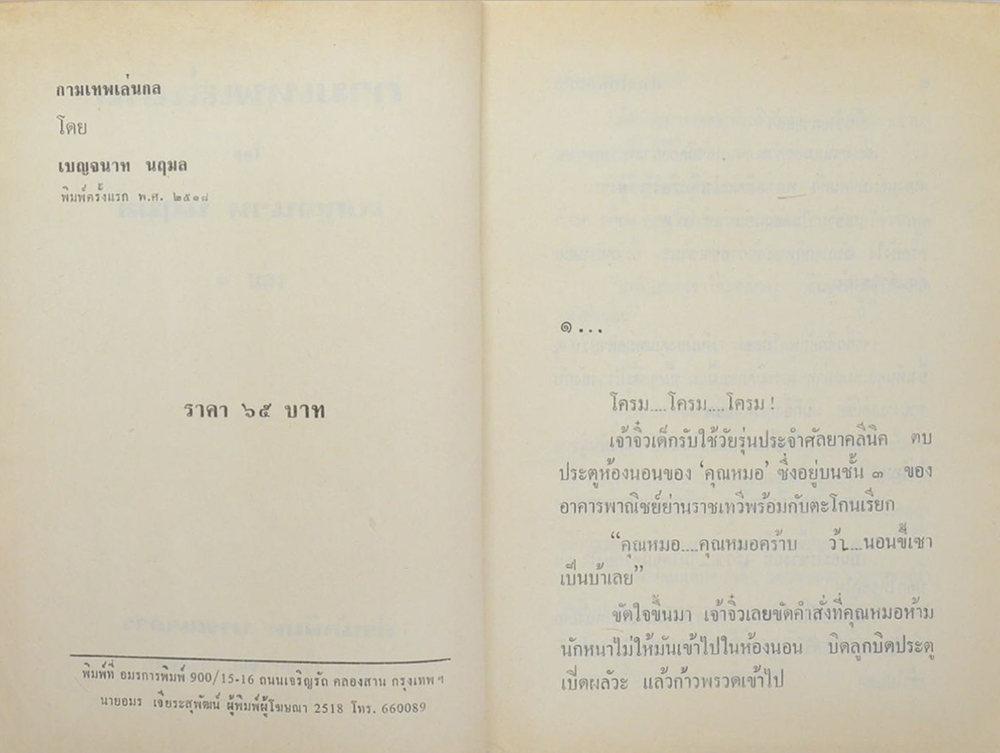 กามเทพเล่นกล
โดย
เบญจนาท นฤมล
พิมพ์ครั้งแรก พ.ศ. ๒๕๑๘
ราคา ๖๕ บาท
พิมพ์ที่ อมรการพิมพ์ 900/15-16 ถนนเจริญรัถ คลองสาน กรุงเทพ ฯ
นายอมร เจียระสุพัฒน์ ผู้พิมพ์ผู้โฆษณา 2518 โทร. 660089
๑...
โครม....โครม....โครม!
เจ้าจิ๋วเด็กรับใช้วัยรุ่นประจำศัลยาคลีนิค ตบ
ประตูห้องนอนของ ‘คุณหมอ’ ซึ่งอยู่บนชั้น ๓ ของ
อาคารพาณิชย์ย่านราชเทวีพร้อมกับตะโกนเรียก
“คุณหมอ....คุณหมอคร้าบ ว้า....นอนขี้เซา
เป็นบ้าเลย”
ขัดใจขึ้นมา เจ้าจิ๋วเลยขัดคำสั่งที่คุณหมอห้าม
นักหนาไม่ให้มันเข้าไปในห้องนอน บิดลูกบิดประตู
เปิดผลัวะ แล้วก้าวพรวดเข้าไป